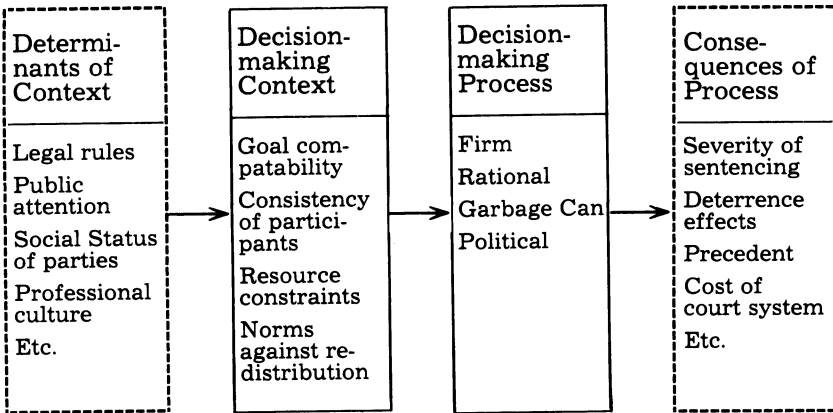 Determi-
nants of
Context
Legal rules
Public
attention
Social Status
of parties
Professional
culture
Etc.
Decision-
making
Context
Goal com-
patability
Consistency
of partici-
pants
Resource
constraints
Norms
against re-
distribution
Decision-
making
Process
Firm
Rational
Garbage Can
Political
Conse-
quences of
Process
Severity of
sentencing
Deterrence
effects
Precedent
Cost of
court system
Etc.